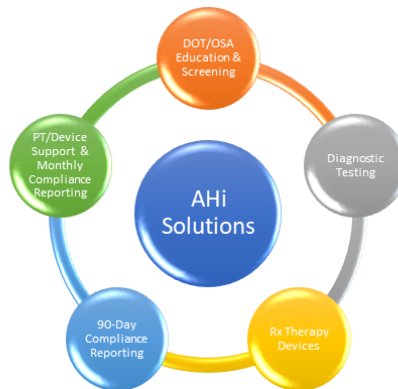 DOT/OSA
Education &
Screening
Diagnostic
Testing
Rx Therapy
Devices
90-Day
Compliance
Reporting
PT/Device
Support &
Monthly
Compliance
Reporting
AHi
Solutions